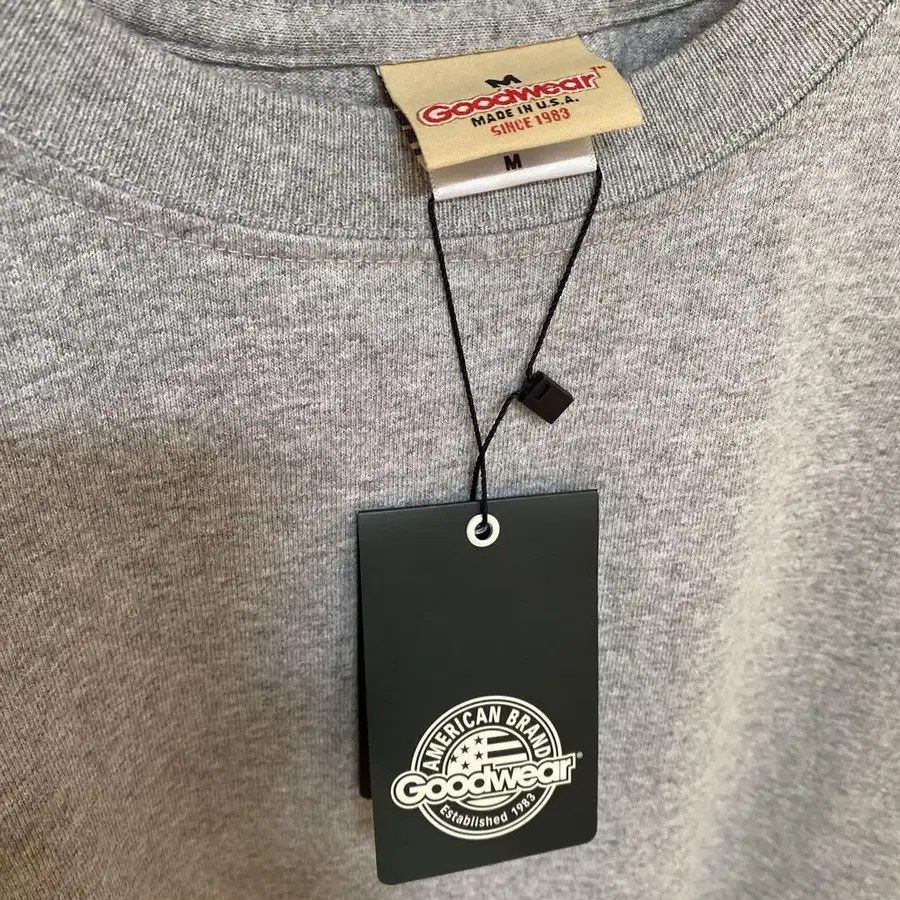 M
Goodwear™
MADE IN U.S.A.
SINCE 1983
M
AMERICAN BRAND
Goodwear®
Established 1983